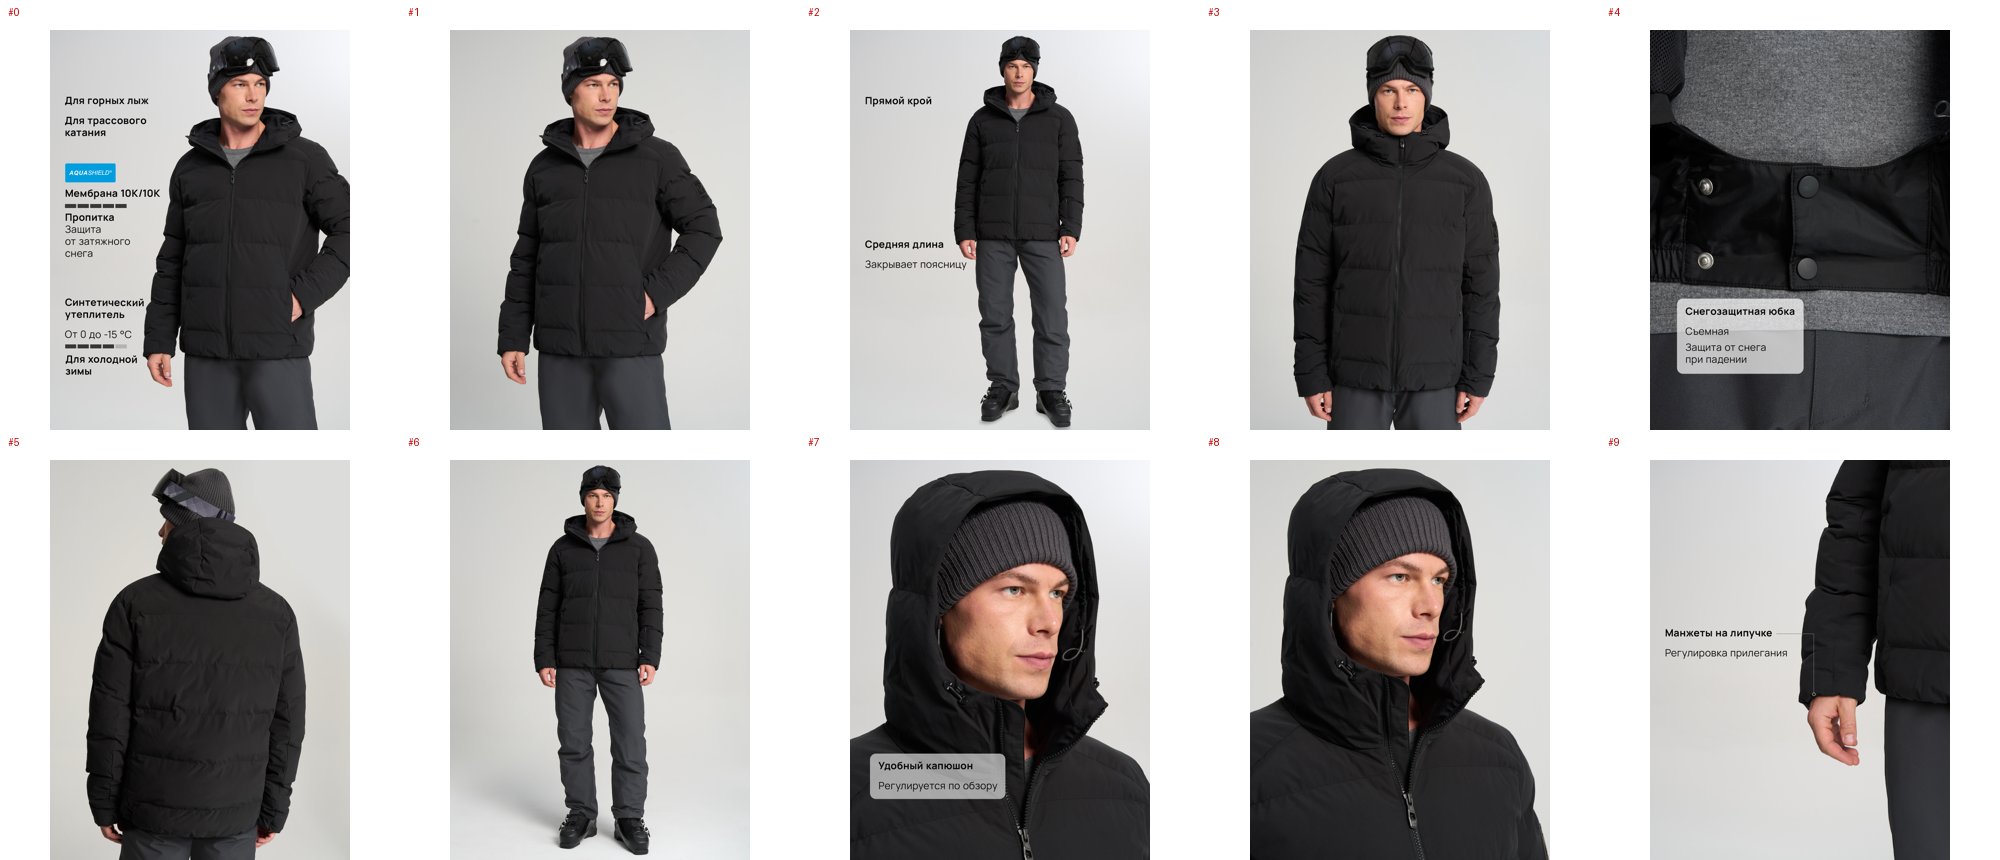 #0
Для горных лыж
Для трассового
катания
AQUASHIELD®
Мембрана 10K/10K
Пропитка
Защита
от затяжного
снега
Синтетический
утеплитель
От 0 до -15 °C
Для холодной
зимы
#1
#2
Прямой крой
Средняя длина
Закрывает поясницу
#3
#4
Снегозащитная юбка
Съемная
Защита от снега
при падении
#5
#6
#7
Удобный капюшон
Регулируется по обзору
#8
#9
Манжеты на липучке
Регулировка прилегания